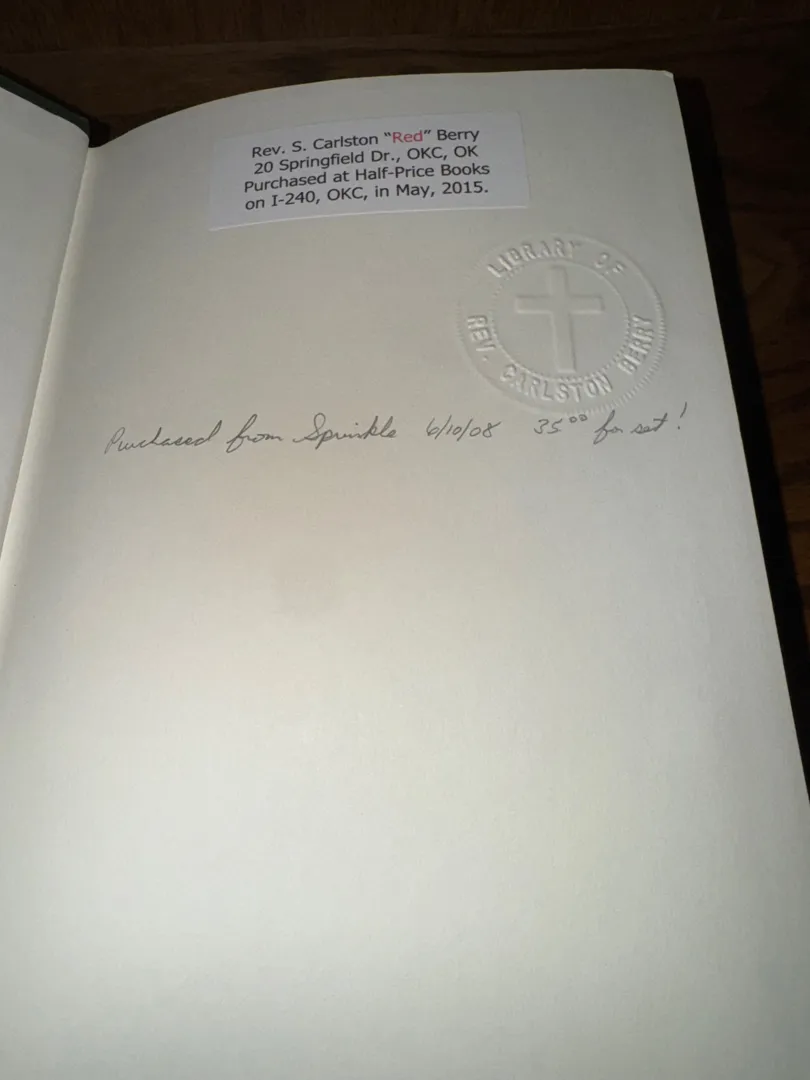 Rev. S. Carlston “Red” Berry
20 Springfield Dr., OKC, OK
Purchased at Half-Price Books
on I-240, OKC, in May, 2015.
LIBRARY OF
REV. CARLSTON BERRY
Purchased from Sprinkle 6/10/08 35⁰⁰ for set!